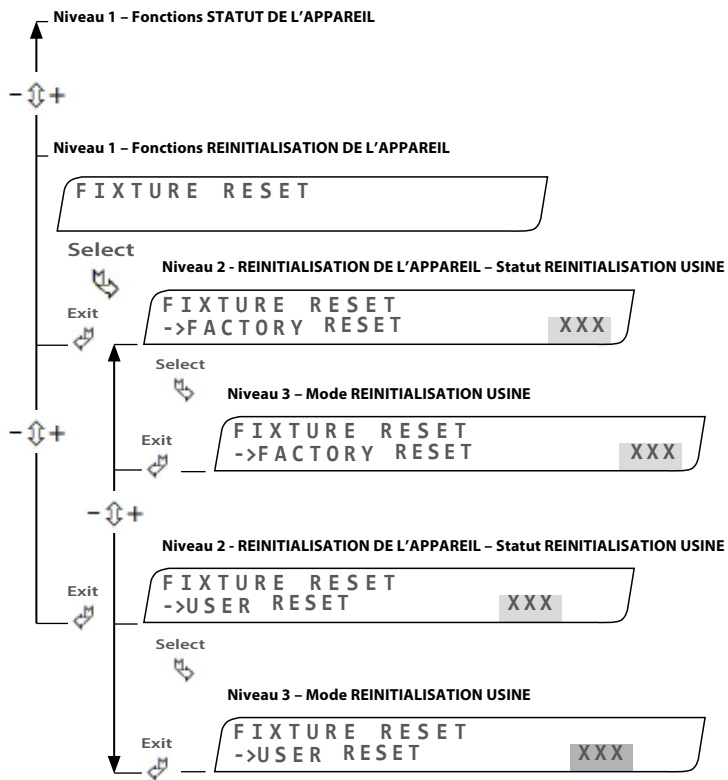 Niveau 1 – Fonctions STATUT DE L’APPAREIL
- +
Niveau 1 – Fonctions REINITIALISATION DE L’APPAREIL
FIXTURE RESET
Select
Niveau 2 - REINITIALISATION DE L’APPAREIL – Statut REINITIALISATION USINE
Exit
FIXTURE RESET
->FACTORY RESET XXX
Select
Niveau 3 – Mode REINITIALISATION USINE
- +
Exit
FIXTURE RESET
->FACTORY RESET XXX
- +
Niveau 2 - REINITIALISATION DE L’APPAREIL – Statut REINITIALISATION USINE
Exit
FIXTURE RESET
->USER RESET XXX
Select
Niveau 3 – Mode REINITIALISATION USINE
Exit
FIXTURE RESET
->USER RESET XXX